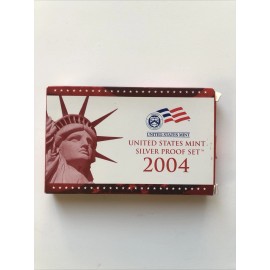 UNITED STATES MINT
UNITED STATES MINT
SILVER PROOF SET™
2004